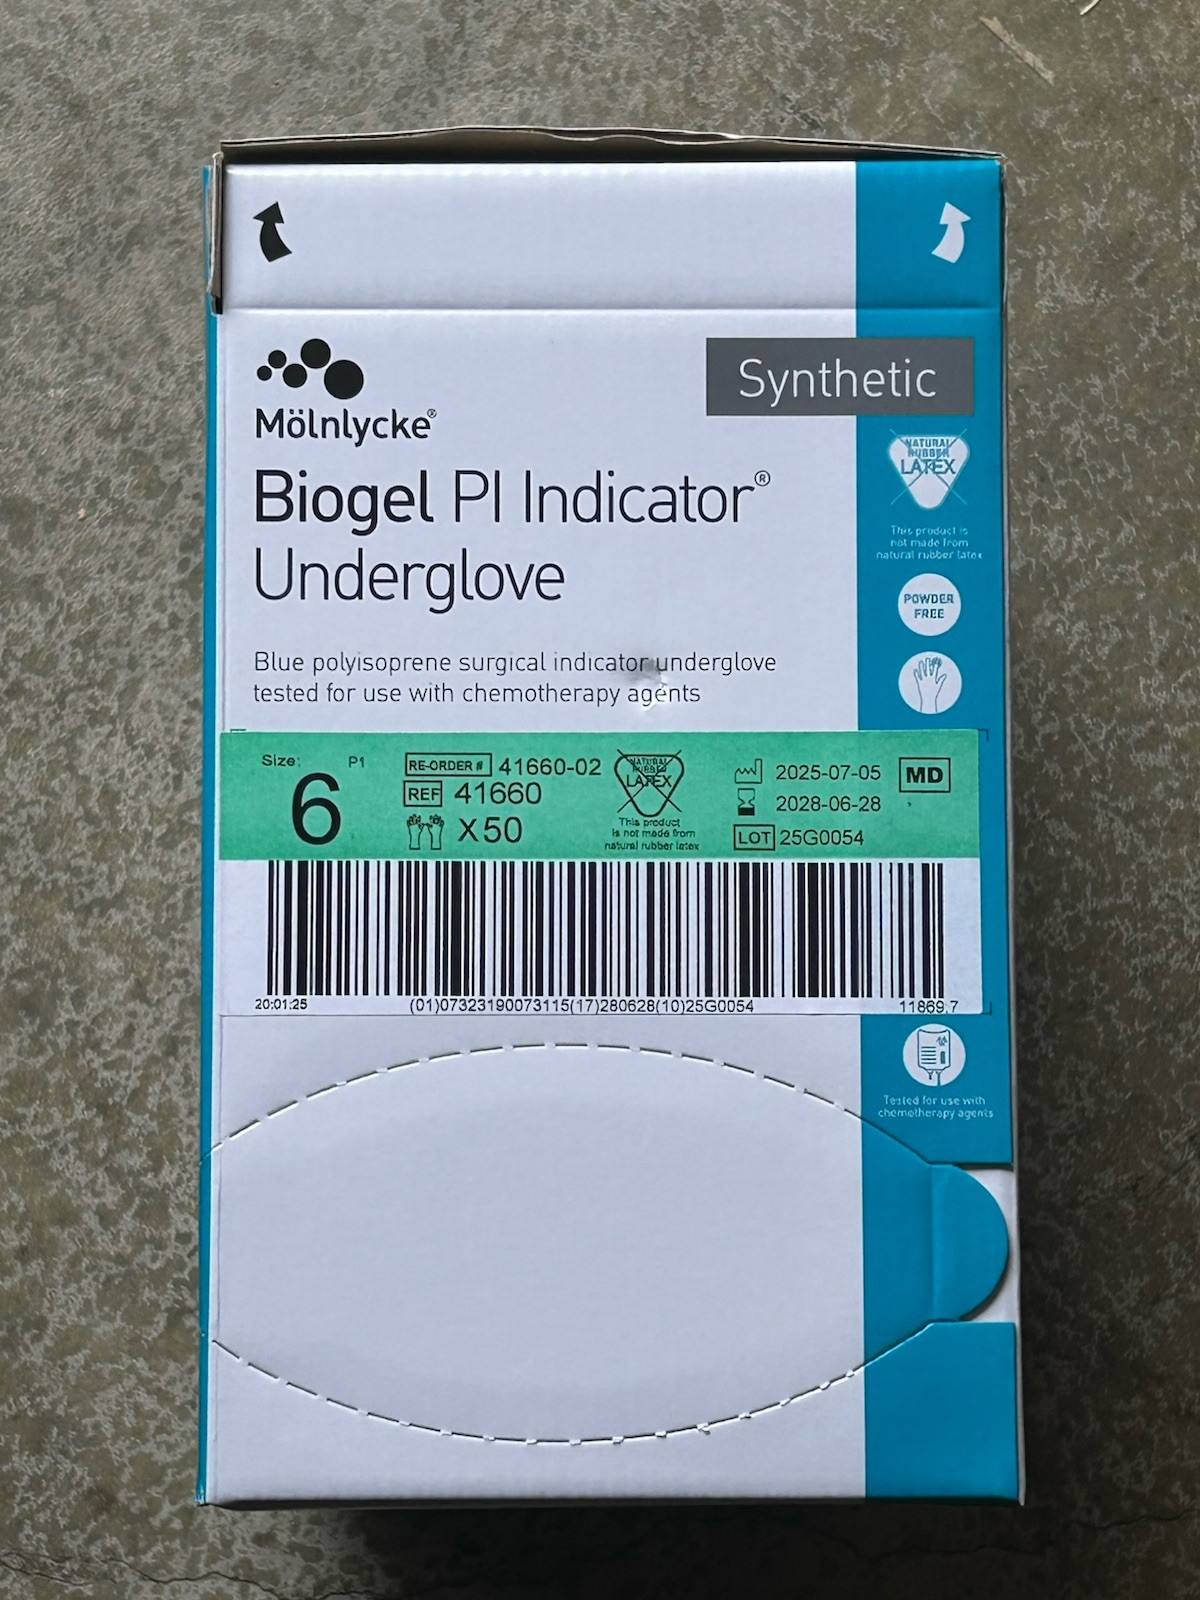 Synthetic
Mölnlycke®
Biogel PI Indicator®
Underglove
NATURAL
RUBBER
LATEX
This product is
not made from
natural rubber latex
POWDER
FREE
Blue polyisoprene surgical indicator underglove
tested for use with chemotherapy agents
Size: P1
6
RE-ORDER # 41660-02
REF 41660
X50
NATURAL
RUBBER
LATEX
This product
is not made from
natural rubber latex
2025-07-05 MD
2028-06-28
LOT 25G0054
20:01:25 (01)07323190073115(17)280628(10)25G0054 11869,7
Tested for use with
chemotherapy agents